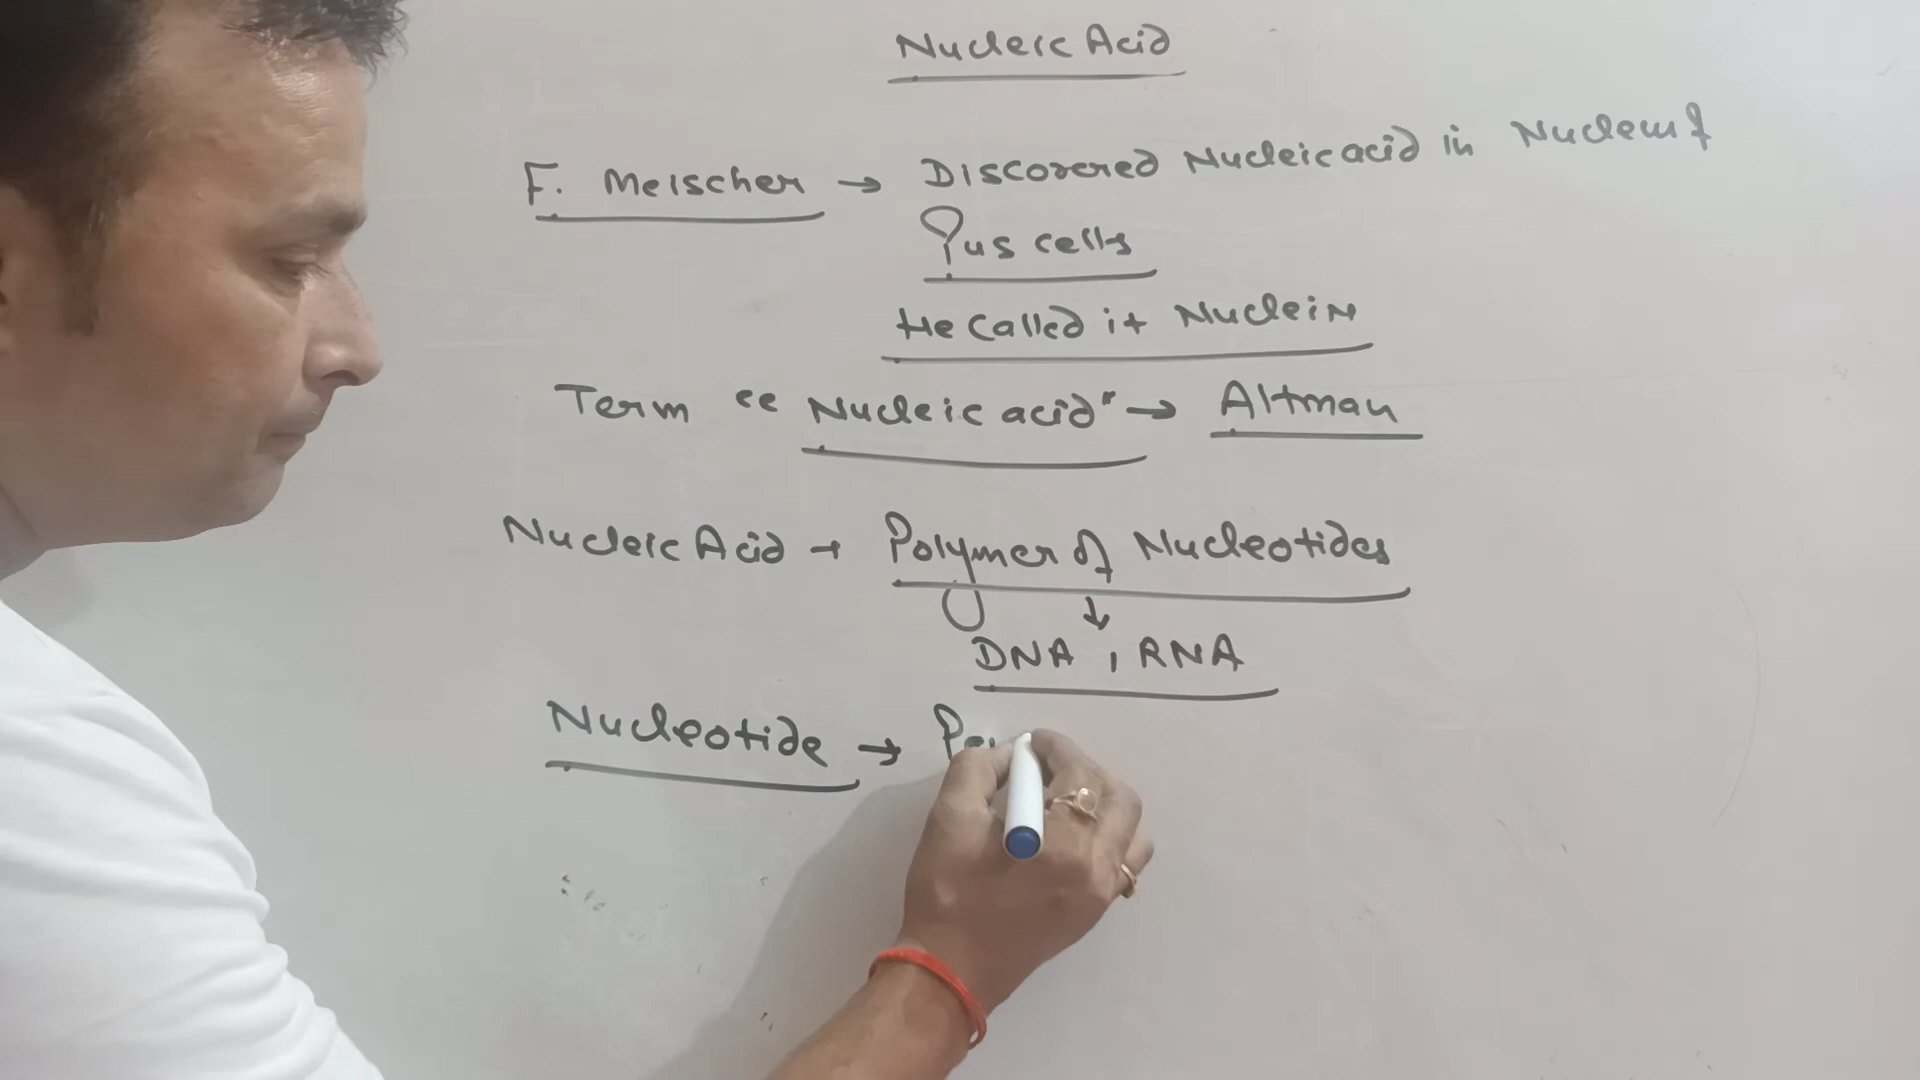 Nucleic Acid
F. Meischer → Discovered Nucleic acid in Nucleus of
Pus cells
He Called it Nuclein
Term “Nucleic acid” → Altman
Nucleic Acid → Polymer of Nucleotides
↓
DNA, RNA
Nucleotide →